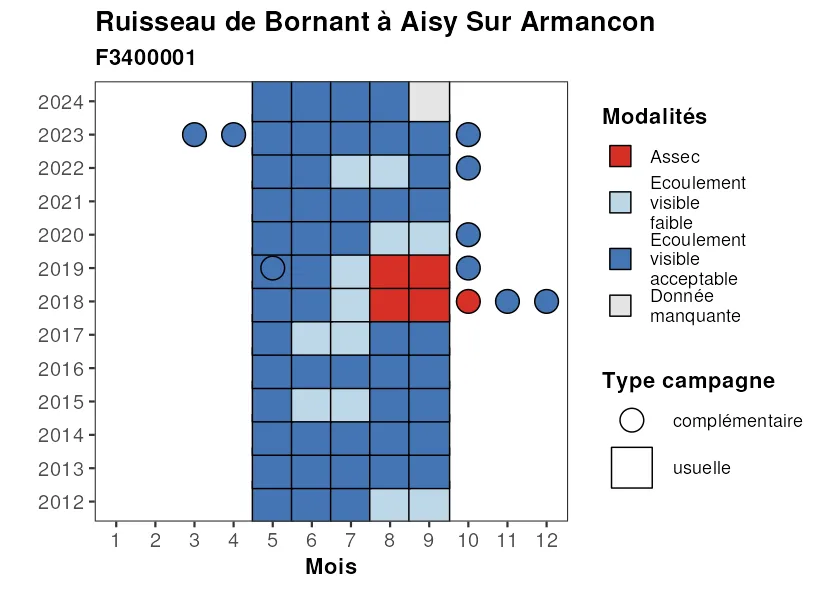 Ruisseau de Bornant à Aisy Sur Armancon
F3400001
2024
2023
2022
2021
2020
2019
2018
2017
2016
2015
2014
2013
2012
1 2 3 4 5 6 7 8 9 10 11 12
Mois
Modalités
Assec
Ecoulement
visible
faible
Ecoulement
visible
acceptable
Donnée
manquante
Type campagne
complémentaire
usuelle